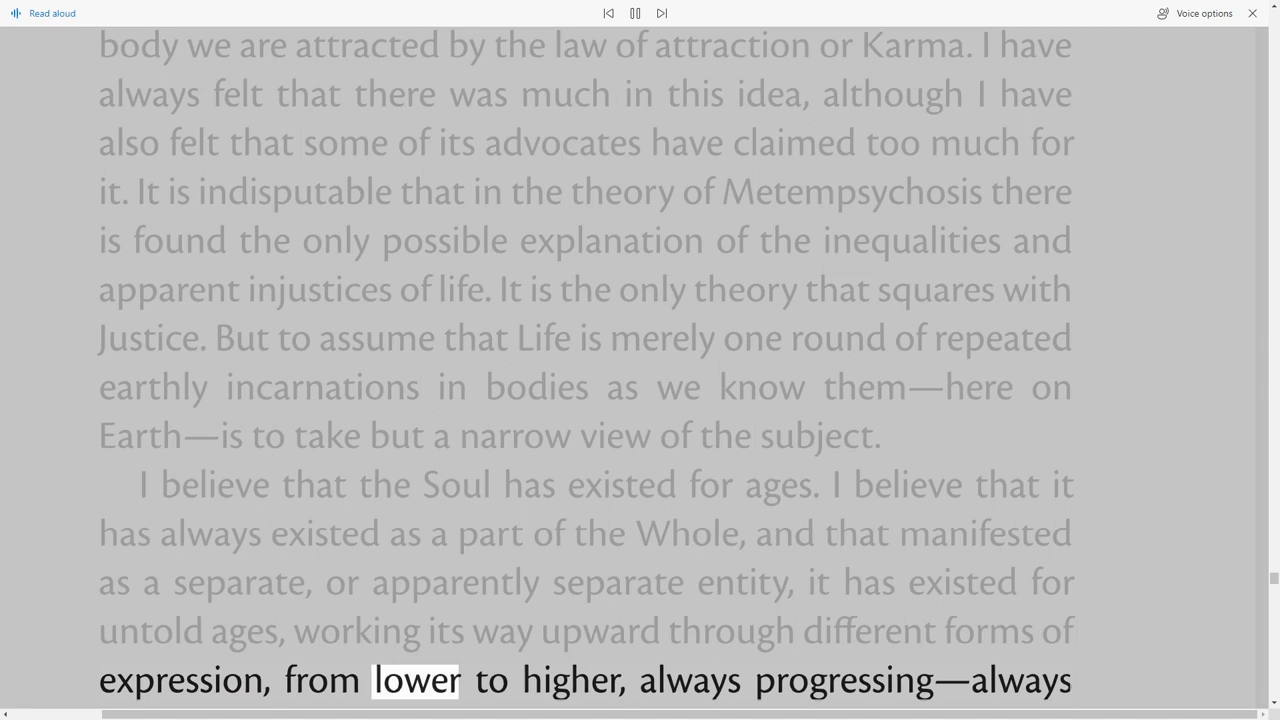 Read aloud
Voice options
body we are attracted by the law of attraction or Karma. I have
always felt that there was much in this idea, although I have
also felt that some of its advocates have claimed too much for
it. It is indisputable that in the theory of Metempsychosis there
is found the only possible explanation of the inequalities and
apparent injustices of life. It is the only theory that squares with
Justice. But to assume that Life is merely one round of repeated
earthly incarnations in bodies as we know them—here on
Earth—is to take but a narrow view of the subject.
I believe that the Soul has existed for ages. I believe that it
has always existed as a part of the Whole, and that manifested
as a separate, or apparently separate entity, it has existed for
untold ages, working its way upward through different forms of
expression, from lower to higher, always progressing—always